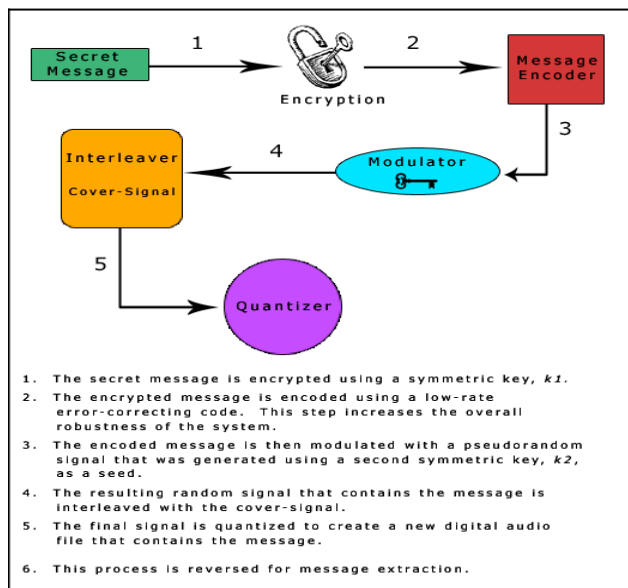 1
2
Secret
Message
Encryption
Message
Encoder
3
4
Interleaver
Cover-Signal
Modulator
5
Quantizer
1. The secret message is encrypted using a symmetric key, k1.
2. The encrypted message is encoded using a low-rate
error-correcting code. This step increases the overall
robustness of the system.
3. The encoded message is then modulated with a pseudorandom
signal that was generated using a second symmetric key, k2,
as a seed.
4. The resulting random signal that contains the message is
interleaved with the cover-signal.
5. The final signal is quantized to create a new digital audio
file that contains the message.
6. This process is reversed for message extraction.